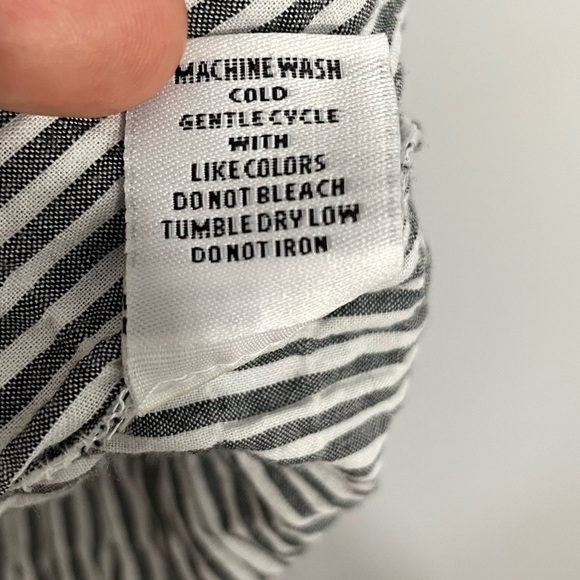 MACHINE WASH
COLD
GENTLE CYCLE
WITH
LIKE COLORS
DO NOT BLEACH
TUMBLE DRY LOW
DO NOT IRON